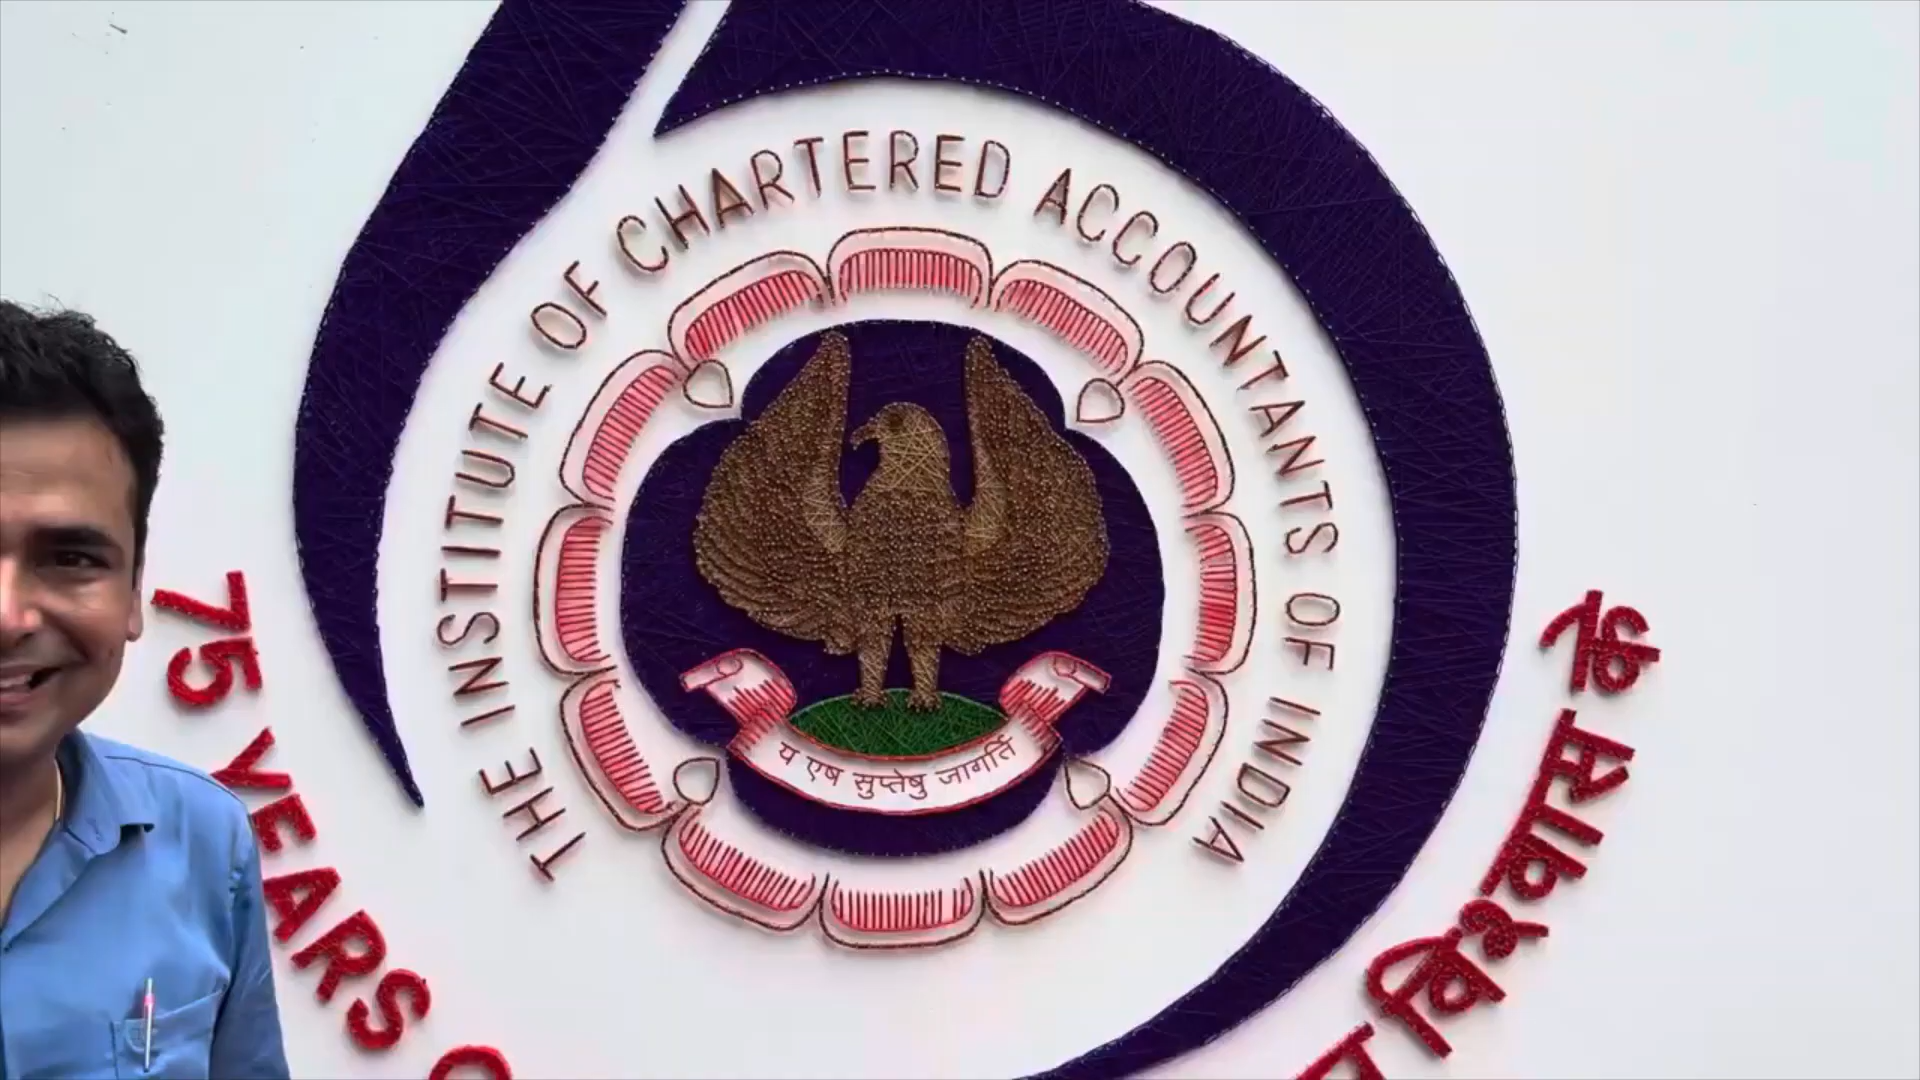 THE INSTITUTE OF CHARTERED ACCOUNTANTS OF INDIA
य एष सुप्तेषु जागर्ति
75 YEARS
विश्वास के